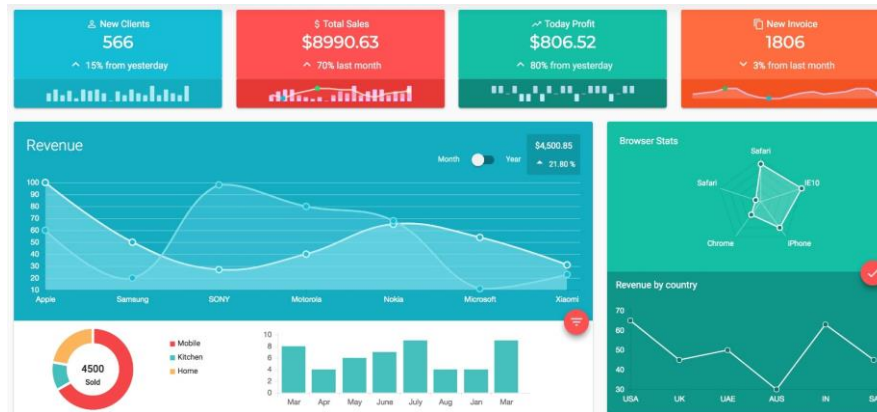 New Clients
566
15% from yesterday
$ Total Sales
$8990.63
70% last month
Today Profit
$806.52
80% from yesterday
New Invoice
1806
3% from last month
Revenue
Month
Year
$4,500.85
21.80 %
100
90
80
70
60
50
40
30
20
10
Apple
Samsung
SONY
Motorola
Nokia
Microsoft
Xiaomi
Browser Stats
Safari
Safari
IE10
Chrome
iPhone
Revenue by country
70
60
50
40
30
USA
UK
UAE
AUS
IN
SA
4500
Sold
Mobile
Kitchen
Home
10
8
6
4
2
0
Mar
Apr
May
June
July
Aug
Jan
Mar